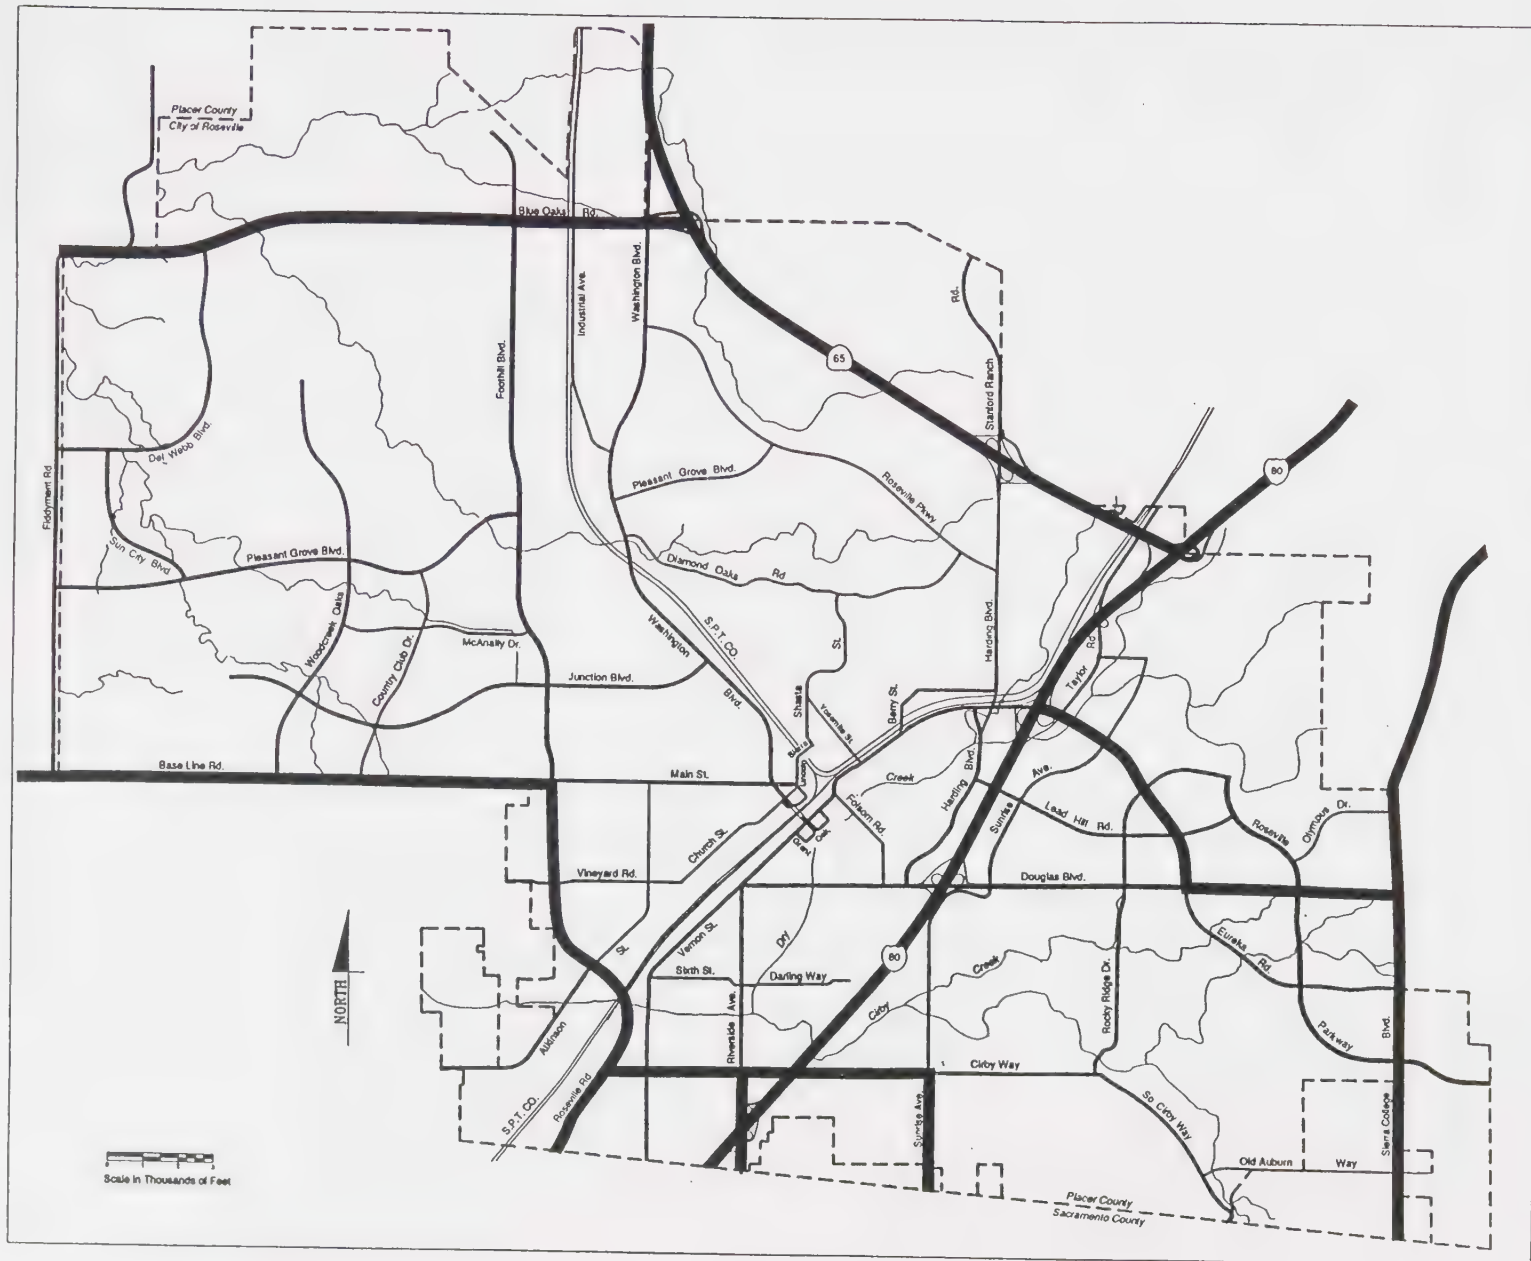 Placer County
City of Roseville
Blue Oaks Rd.
Industrial Ave.
Washington Blvd.
Rd.
Stanford Ranch
65
Foothill Blvd.
80
Del Webb Blvd.
Fiddyment Rd.
Pleasant Grove Blvd.
Roseville Pkwy
Sun City Blvd
Pleasant Grove Blvd.
Diamond Oaks Rd
Woodcreek Oaks
Country Club Dr.
McAnally Dr.
S.P.T. CO.
Washington
Blvd.
St.
Shasta
Harding Blvd.
Taylor Rd
Junction Blvd.
Berry St.
Yosemite St.
Base Line Rd.
Main St.
Sierra
Lincoln
Creek
Folsom Rd.
Harding Blvd.
Sunrise Ave.
Lead Hill Rd.
Roseville
Olympus Dr.
Church St.
Grant
Oak
Vineyard Rd.
Douglas Blvd.
Vernon St.
St.
Atkinson
Sixth St.
Darling Way
Dry
80
Creek
Cirby
Eureka Rd.
Rocky Ridge Dr.
Riverside Ave.
Parkway
Blvd.
Sierra College
NORTH
Cirby Way
So Cirby Way
Sunrise Ave.
Roseville Rd
S.P.T. CO.
Old Auburn Way
Scale in Thousands of Feet
Placer County
Sacramento County